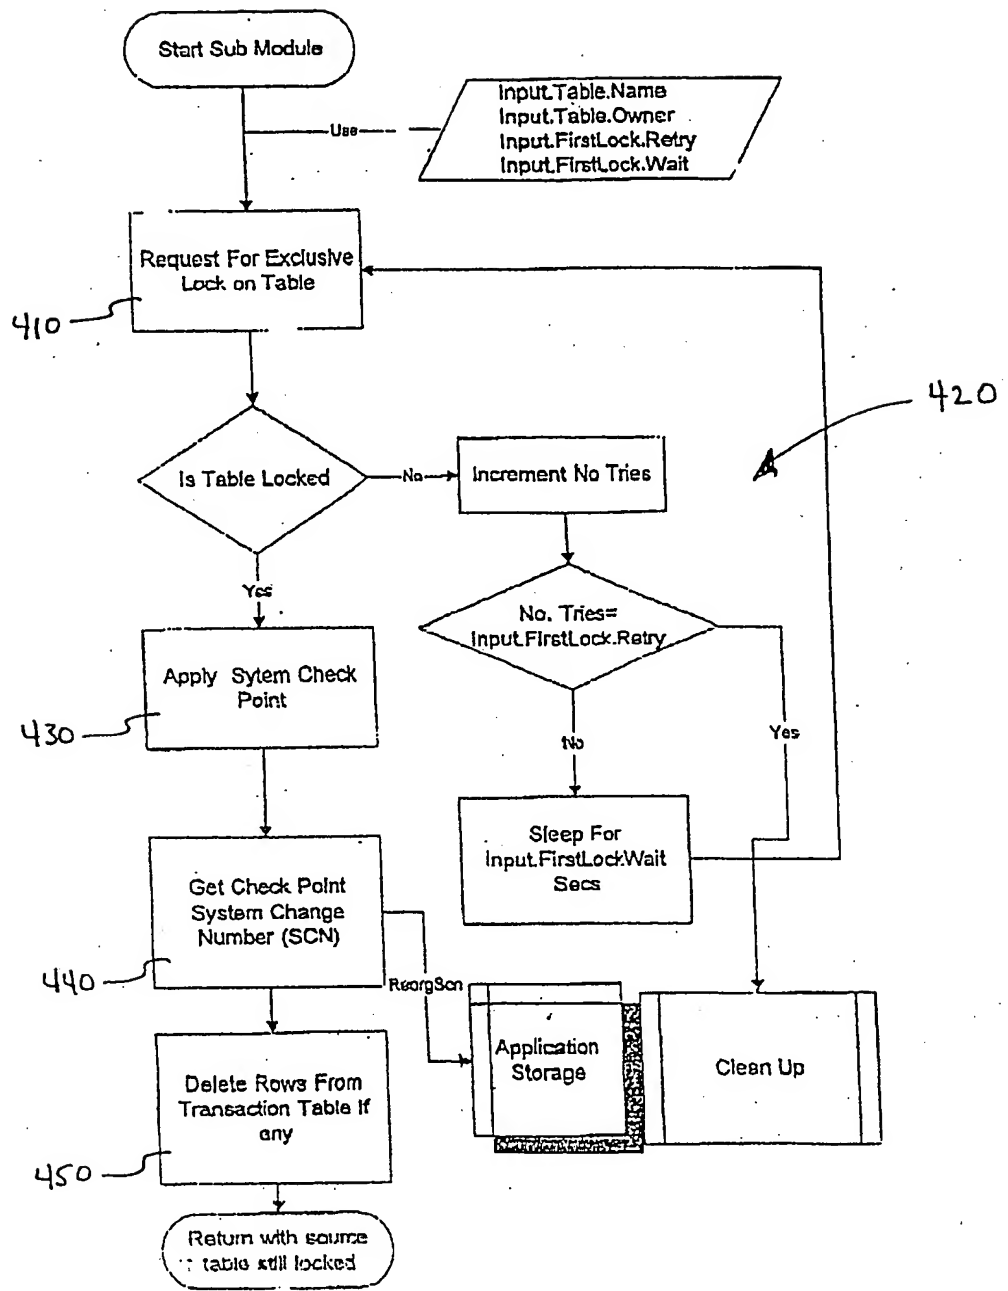 Start Sub Module
Input.Table.Name
Input.Table.Owner
Input.FirstLock.Retry
Input.FirstLock.Wait
Use
Request For Exclusive
Lock on Table
410
420
Is Table Locked
No
Increment No Tries
Yes
No. Tries=
Input.FirstLock.Retry
Apply Sytem Check
Point
430
No
Yes
Sleep For
Input.FirstLock.Wait
Secs
Get Check Point
System Change
Number (SCN)
440
ReorgScn
Application
Storage
Clean Up
Delete Rows From
Transaction Table If
any
450
Return with source
table still locked